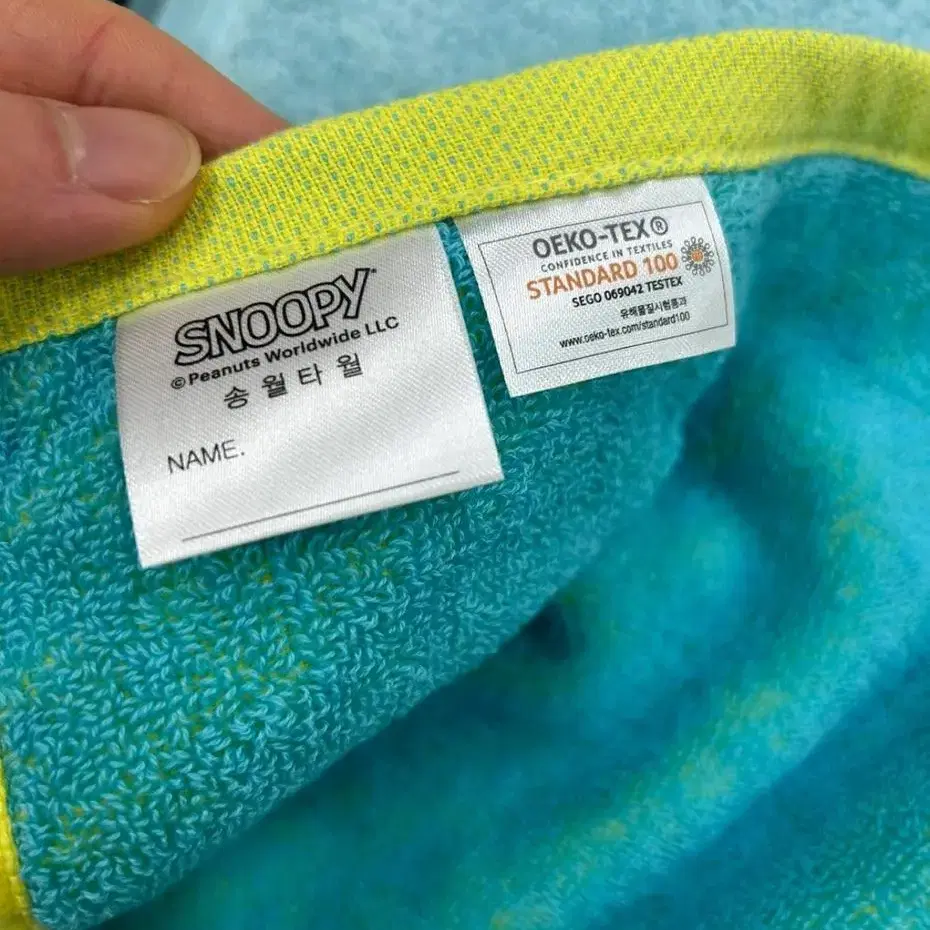 SNOOPY™
© Peanuts Worldwide LLC
송월타월
NAME.
OEKO-TEX®
CONFIDENCE IN TEXTILES
STANDARD 100
SEGO 069042 TESTEX
유해물질시험통과
www.oeko-tex.com/standard100